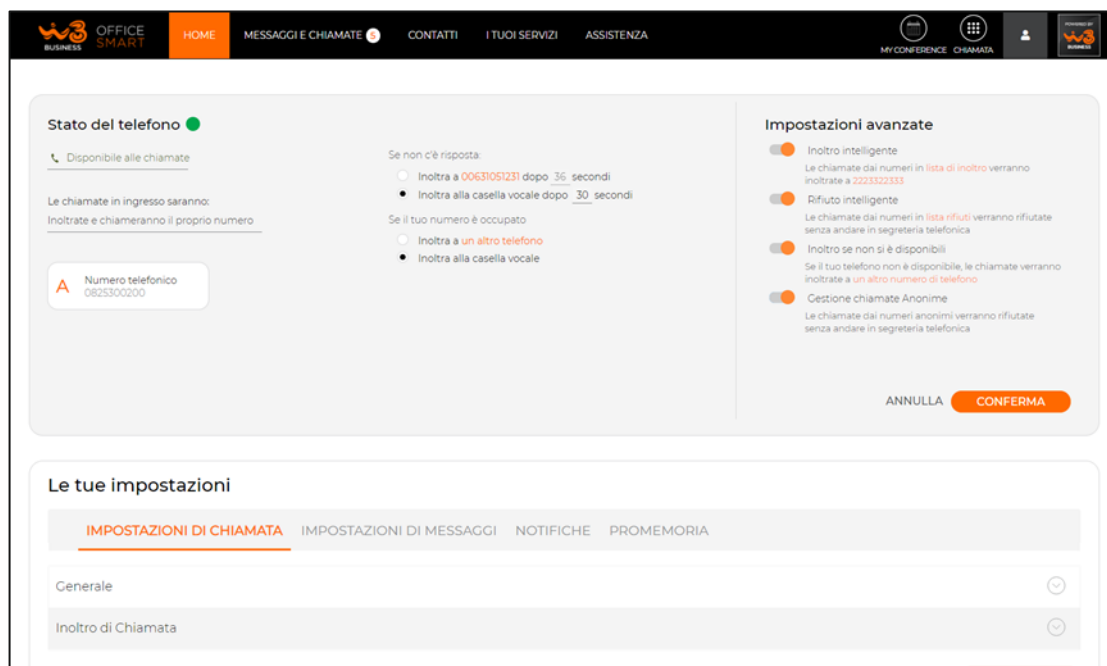 W3 OFFICE SMART BUSINESS
HOME
MESSAGGI E CHIAMATE 5
CONTATTI
I TUOI SERVIZI
ASSISTENZA
MY CONFERENCE
CHIAMATA
POWERED BY
W3
BUSINESS
Stato del telefono
Disponibile alle chiamate
Le chiamate in ingresso saranno:
Inoltrate e chiameranno il proprio numero
A Numero telefonico
0825300200
Se non c'è risposta:
Inoltra a 00631051231 dopo 36 secondi
Inoltra alla casella vocale dopo 30 secondi
Se il tuo numero è occupato
Inoltra a un altro telefono
Inoltra alla casella vocale
Impostazioni avanzate
Inoltro intelligente
Le chiamate dai numeri in lista di inoltro verranno
inoltrate a 2223322333
Rifiuto intelligente
Le chiamate dai numeri in lista rifiuti verranno rifiutate
senza andare in segreteria telefonica
Inoltro se non si è disponibili
Se il tuo telefono non è disponibile, le chiamate verranno
inoltrate a un altro numero di telefono
Gestione chiamate Anonime
Le chiamate dai numeri anonimi verranno rifiutate
senza andare in segreteria telefonica
ANNULLA
CONFERMA
Le tue impostazioni
IMPOSTAZIONI DI CHIAMATA
IMPOSTAZIONI DI MESSAGGI
NOTIFICHE
PROMEMORIA
Generale
Inoltro di Chiamata